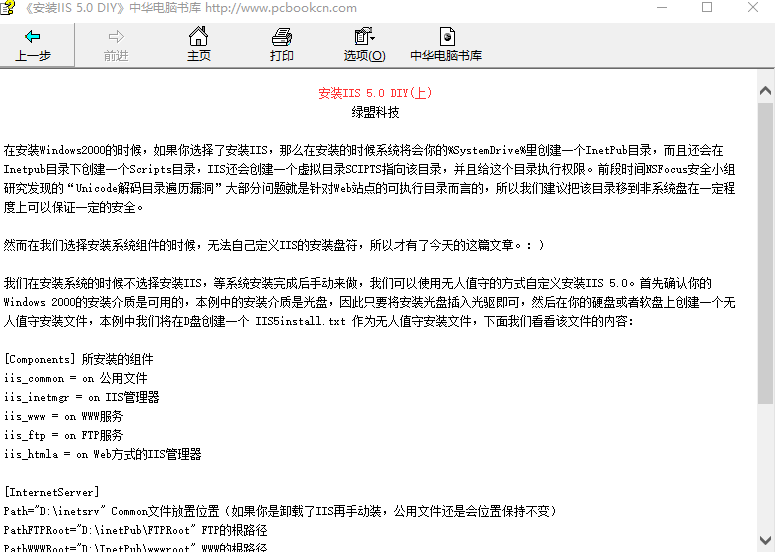 《安装IIS 5.0 DIY》中华电脑书库 http://www.pcbookcn.com
上一步 前进 主页 打印 选项(O) 中华电脑书库
安装IIS 5.0 DIY(上)
绿盟科技
在安装Windows2000的时候，如果你选择了安装IIS，那么在安装的时候系统将会你的%SystemDrive%里创建一个InetPub目录，而且还会在
Inetpub目录下创建一个Scripts目录，IIS还会创建一个虚拟目录SCIPTS指向该目录，并且给这个目录执行权限。前段时间NSFocus安全小组
研究发现的“Unicode解码目录遍历漏洞”大部分问题就是针对Web站点的可执行目录而言的，所以我们建议把该目录移到非系统盘在一定程
度上可以保证一定的安全。
然而在我们选择安装系统组件的时候，无法自己定义IIS的安装盘符，所以才有了今天的这篇文章。：）
我们在安装系统的时候不选择安装IIS，等系统安装完成后手动来做，我们可以使用无人值守的方式自定义安装IIS 5.0。首先确认你的
Windows 2000的安装介质是可用的，本例中的安装介质是光盘，因此只要将安装光盘插入光驱即可，然后在你的硬盘或者软盘上创建一个无
人值守安装文件，本例中我们将在D盘创建一个 IIS5install.txt 作为无人值守安装文件，下面我们看看该文件的内容：
[Components] 所安装的组件
iis_common = on 公用文件
iis_inetmgr = on IIS管理器
iis_www = on WWW服务
iis_ftp = on FTP服务
iis_htmla = on Web方式的IIS管理器
[InternetServer]
Path="D:\inetsrv" Common文件放置位置（如果你是卸载了IIS再手动装，公用文件还是会位置保持不变）
PathFTPRoot="D:\inetPub\FTPRoot" FTP的根路径
PathWWWRoot="D:\InetPub\wwwroot" WWW的根路径